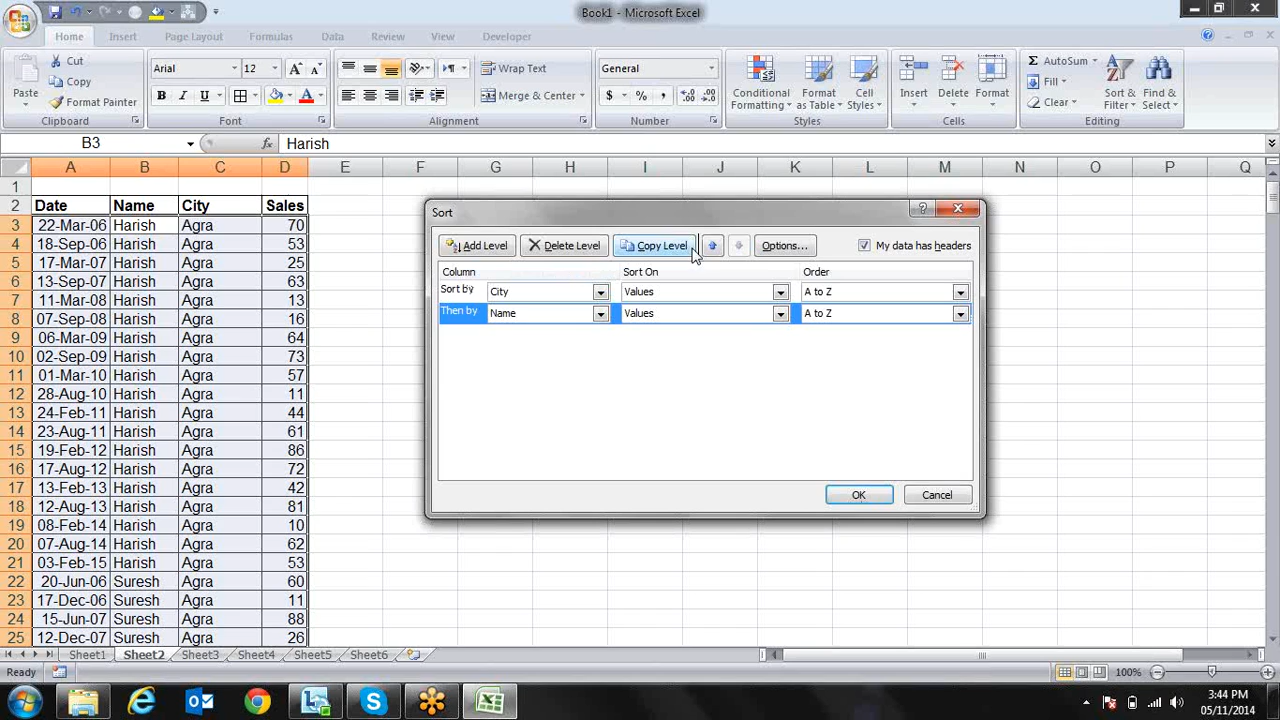 Book1 - Microsoft Excel
Home Insert Page Layout Formulas Data Review View Developer
Paste
Cut
Copy
Format Painter
Clipboard
Arial 12
B I U A
Font
Wrap Text
Merge & Center
Alignment
General
$ % ,
Number
Conditional Formatting
Format as Table
Cell Styles
Styles
Insert Delete Format
Cells
Σ AutoSum
Fill
Clear
Sort & Filter
Find & Select
Editing
B3 fx Harish
A B C D E F G H I J K L M N O P Q
1
2 Date Name City Sales
3 22-Mar-06 Harish Agra 70
4 18-Sep-06 Harish Agra 53
5 17-Mar-07 Harish Agra 25
6 13-Sep-07 Harish Agra 63
7 11-Mar-08 Harish Agra 13
8 07-Sep-08 Harish Agra 16
9 06-Mar-09 Harish Agra 64
10 02-Sep-09 Harish Agra 73
11 01-Mar-10 Harish Agra 57
12 28-Aug-10 Harish Agra 11
13 24-Feb-11 Harish Agra 44
14 23-Aug-11 Harish Agra 61
15 19-Feb-12 Harish Agra 86
16 17-Aug-12 Harish Agra 72
17 13-Feb-13 Harish Agra 42
18 12-Aug-13 Harish Agra 81
19 08-Feb-14 Harish Agra 10
20 07-Aug-14 Harish Agra 62
21 03-Feb-15 Harish Agra 53
22 20-Jun-06 Suresh Agra 60
23 17-Dec-06 Suresh Agra 11
24 15-Jun-07 Suresh Agra 88
25 12-Dec-07 Suresh Agra 26
Sort
Add Level Delete Level Copy Level Options... My data has headers
Column Sort On Order
Sort by City Values A to Z
Then by Name Values A to Z
OK Cancel
Sheet1 Sheet2 Sheet3 Sheet4 Sheet5 Sheet6
Ready 100%
3:44 PM
05/11/2014